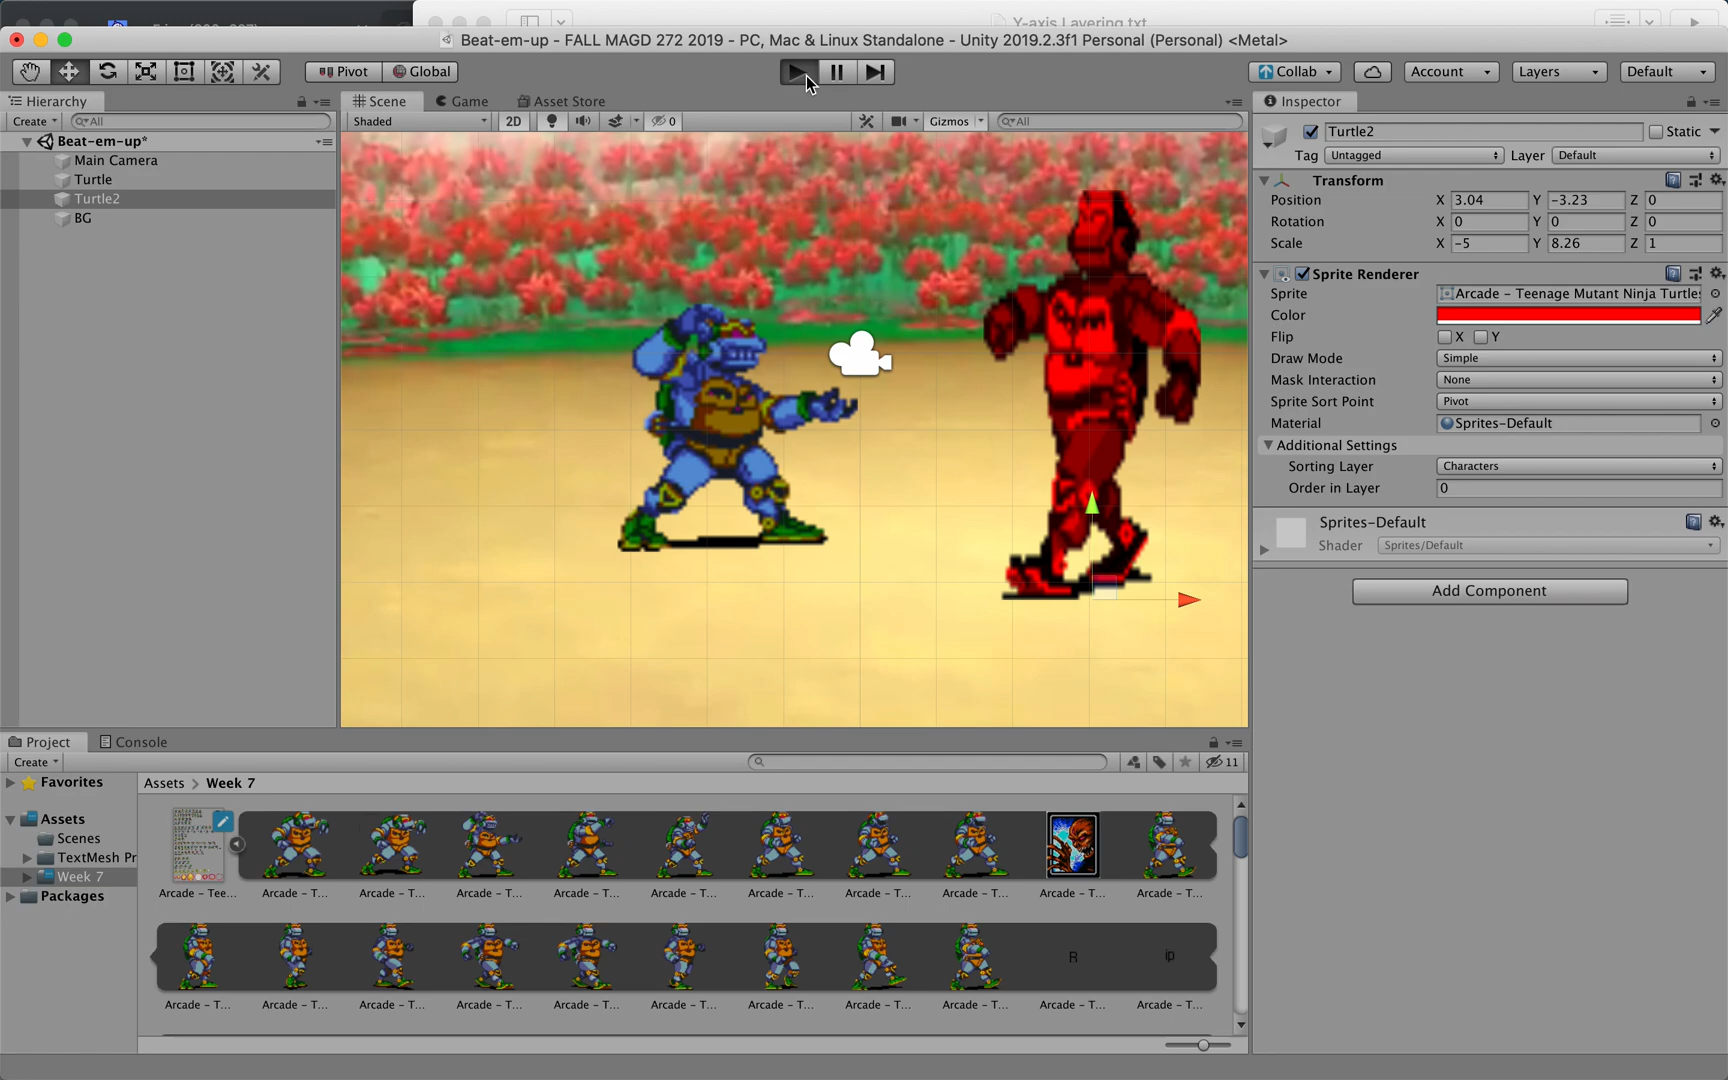 Y-axis Layering.txt
Beat-em-up - FALL MAGD 272 2019 - PC, Mac & Linux Standalone - Unity 2019.2.3f1 Personal (Personal) <Metal>
Pivot Global Collab Account Layers Default
Hierarchy Scene Game Asset Store Inspector
Create All Shaded 2D 0 Gizmos All
Beat-em-up*
Main Camera
Turtle
Turtle2
BG
Turtle2 Static
Tag Untagged Layer Default
Transform
Position X 3.04 Y -3.23 Z 0
Rotation X 0 Y 0 Z 0
Scale X -5 Y 8.26 Z 1
Sprite Renderer
Sprite Arcade - Teenage Mutant Ninja Turtles
Color
Flip X Y
Draw Mode Simple
Mask Interaction None
Sprite Sort Point Pivot
Material Sprites-Default
Additional Settings
Sorting Layer Characters
Order in Layer 0
Sprites-Default
Shader Sprites/Default
Add Component
Project Console
Create 11
Favorites
Assets
Scenes
TextMesh Pr
Week 7
Packages
Assets > Week 7
Arcade - Tee... Arcade - T... Arcade - T... Arcade - T... Arcade - T... Arcade - T... Arcade - T... Arcade - T... Arcade - T... Arcade - T... Arcade - T...
R ip
Arcade - T... Arcade - T... Arcade - T... Arcade - T... Arcade - T... Arcade - T... Arcade - T... Arcade - T... Arcade - T... Arcade - T... Arcade - T...